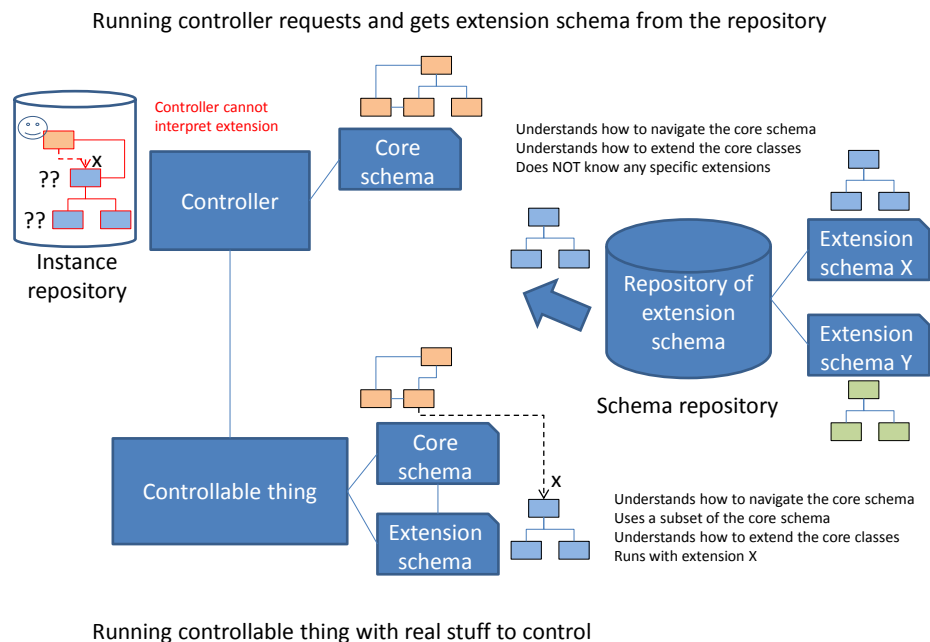 Running controller requests and gets extension schema from the repository
Controller cannot
interpret extension
X
??
??
Instance
repository
Controller
Core
schema
Understands how to navigate the core schema
Understands how to extend the core classes
Does NOT know any specific extensions
Repository of
extension
schema
Schema repository
Extension
schema X
Extension
schema Y
Controllable thing
Core
schema
Extension
schema
X
Understands how to navigate the core schema
Uses a subset of the core schema
Understands how to extend the core classes
Runs with extension X
Running controllable thing with real stuff to control